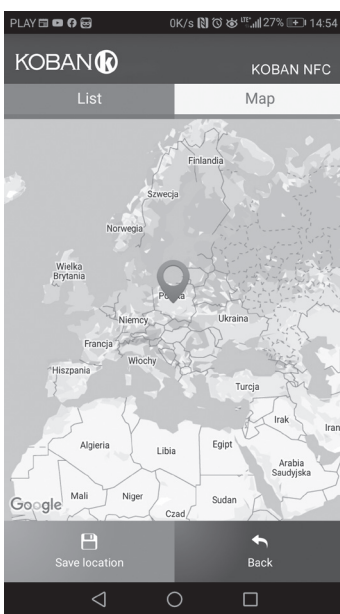 PLAY 0K/s LTE 27% 14:54
KOBAN
KOBAN NFC
List Map
Finlandia
Szwecja
Norwegia
Wielka
Brytania
Polska
Niemcy Ukraina
Francja
Włochy
Hiszpania
Turcja
Irak
Iran
Algieria Libia Egipt
Arabia
Saudyjska
Mali Niger Sudan
Google
Czad
Save location Back